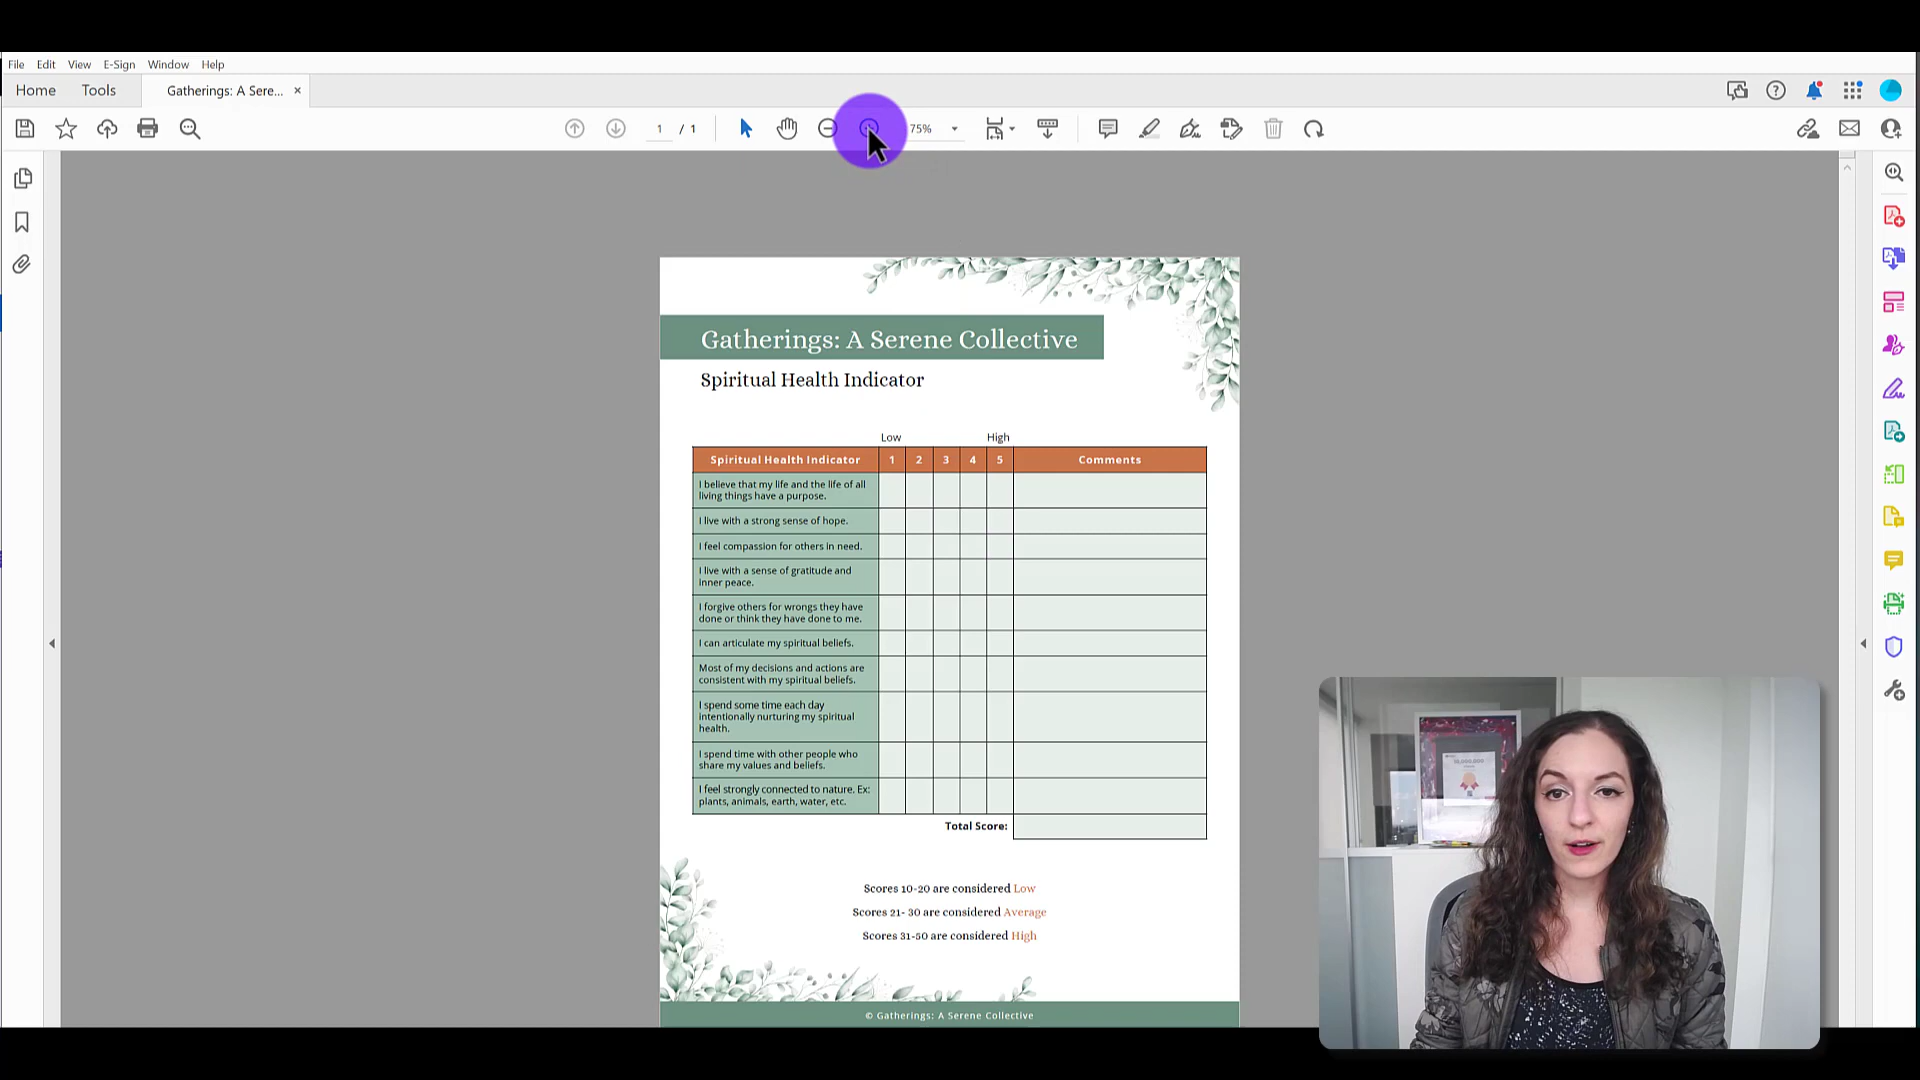 File Edit View E-Sign Window Help
Home Tools Gatherings: A Sere... ×
1 / 1 75%
Gatherings: A Serene Collective
Spiritual Health Indicator
Low High
Spiritual Health Indicator 1 2 3 4 5 Comments
I believe that my life and the life of all
living things have a purpose.
I live with a strong sense of hope.
I feel compassion for others in need.
I live with a sense of gratitude and
inner peace.
I forgive others for wrongs they have
done or think they have done to me.
I can articulate my spiritual beliefs.
Most of my decisions and actions are
consistent with my spiritual beliefs.
I spend some time each day
intentionally nurturing my spiritual
health.
I spend time with other people who
share my values and beliefs.
I feel strongly connected to nature. Ex:
plants, animals, earth, water, etc.
Total Score:
Scores 10-20 are considered Low
Scores 21- 30 are considered Average
Scores 31-50 are considered High
© Gatherings: A Serene Collective